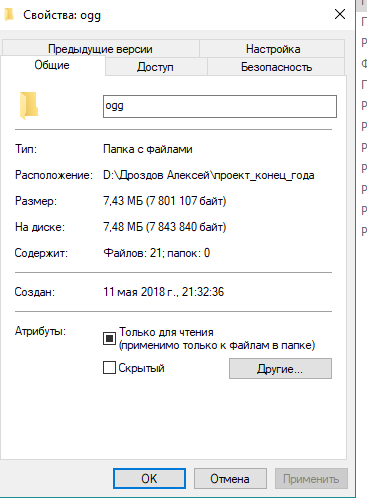 Свойства: ogg
Предыдущие версии
Настройка
Общие
Доступ
Безопасность
ogg
Тип: Папка с файлами
Расположение: D:\Дроздов Алексей\проект_конец_года
Размер: 7,43 МБ (7 801 107 байт)
На диске: 7,48 МБ (7 843 840 байт)
Содержит: Файлов: 21; папок: 0
Создан: 11 мая 2018 г., 21:32:36
Атрибуты: Только для чтения
(применимо только к файлам в папке)
Скрытый
Другие...
OK
Отмена
Применить